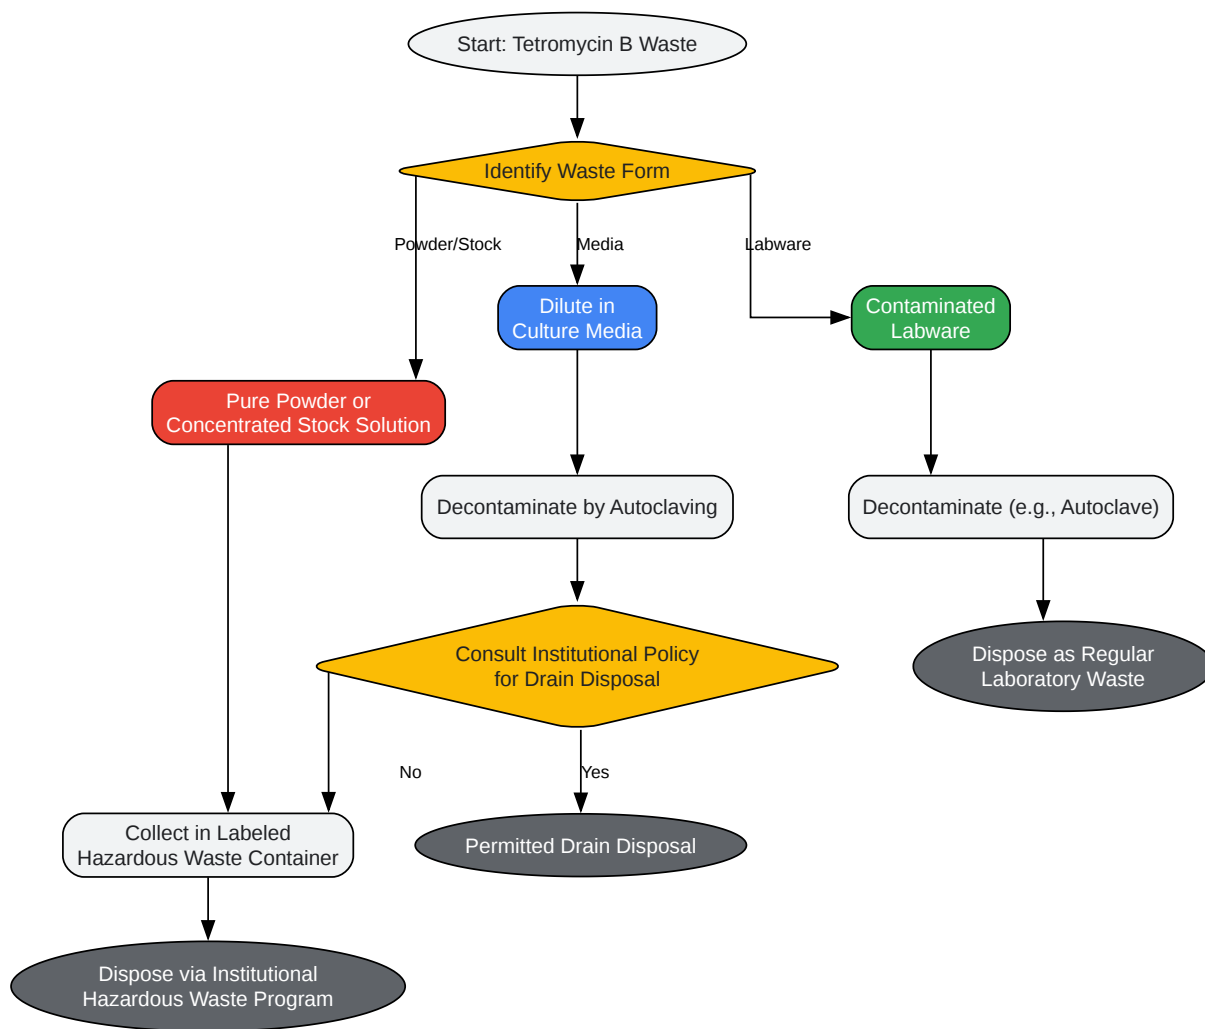 Start: Tetromycin B Waste
Identify Waste Form
Powder/Stock
Media
Labware
Dilute in
Culture Media
Contaminated
Labware
Pure Powder or
Concentrated Stock Solution
Decontaminate by Autoclaving
Decontaminate (e.g., Autoclave)
Consult Institutional Policy
for Drain Disposal
Dispose as Regular
Laboratory Waste
No
Yes
Collect in Labeled
Hazardous Waste Container
Permitted Drain Disposal
Dispose via Institutional
Hazardous Waste Program